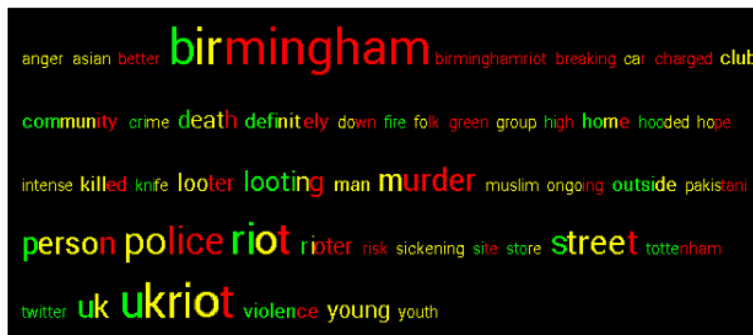 anger asian better birmingham birminghamriot breaking car charged club
community crime death definitely down fire folk green group high home hooded hope
intense killed knife looter looting man murder muslim ongoing outside pakistani
person police riot rioter risk sickening site store street tottenham
twitter uk ukriot violence young youth